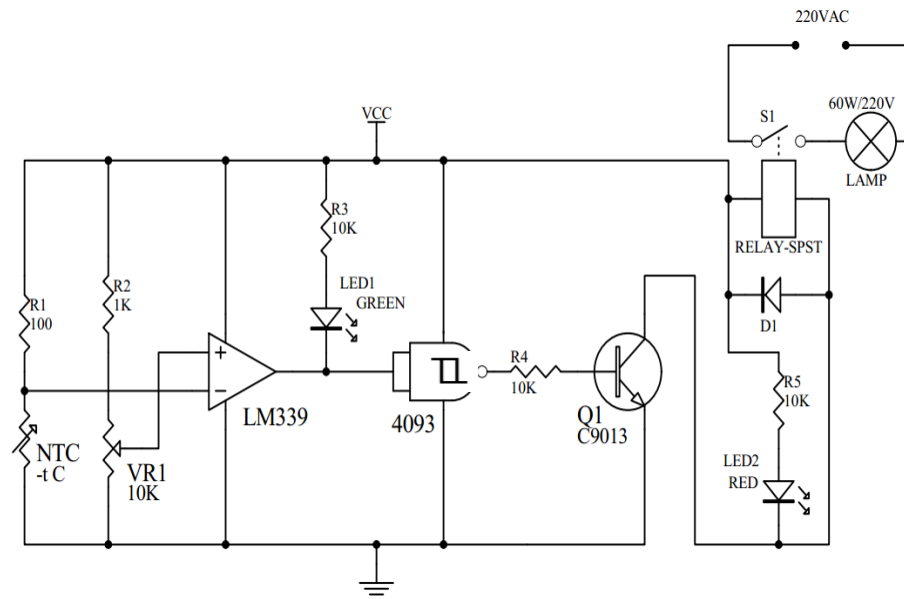 220VAC
S1
60W/220V
LAMP
VCC
RELAY-SPST
R3
10K
R2
1K
LED1
GREEN
R1
100
D1
+
R4
10K
R5
10K
−
LM339
4093
Q1
C9013
NTC
-t C
VR1
10K
LED2
RED